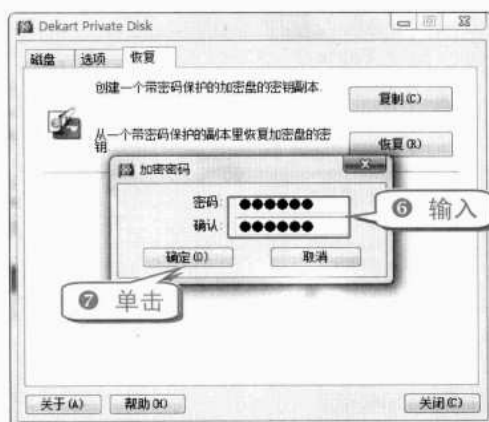 Dekart Private Disk
磁盘 选项 恢复
创建一个带密码保护的加密盘的密钥副本.
复制(C)
从一个带密码保护的副本里恢复加密盘的密
钥
恢复(R)
加密密码
密码: ●●●●●●
❻ 输入
确认: ●●●●●●
确定(O) 取消
❼ 单击
关于(A) 帮助(H) 关闭(C)